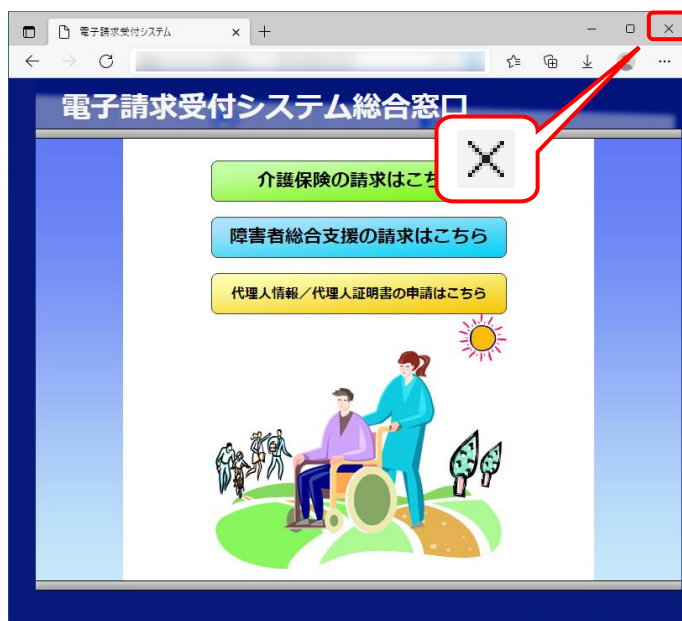 電子請求受付システム
電子請求受付システム総合窓口
介護保険の請求はこち
障害者総合支援の請求はこちら
代理人情報／代理人証明書の申請はこちら